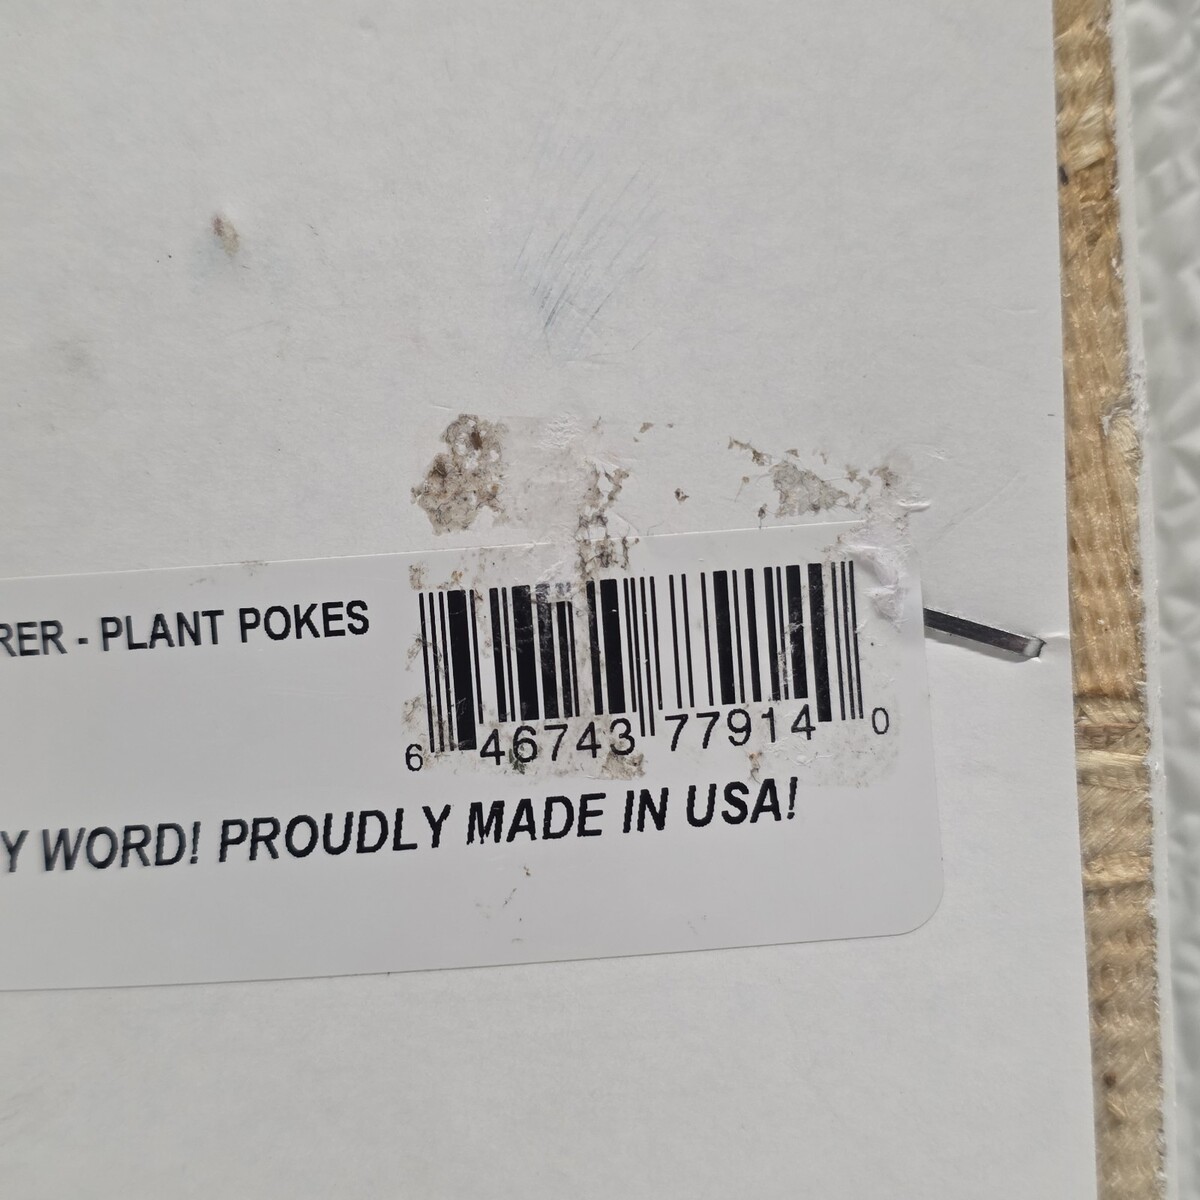 RER - PLANT POKES
6 46743 77914 0
Y WORD! PROUDLY MADE IN USA!